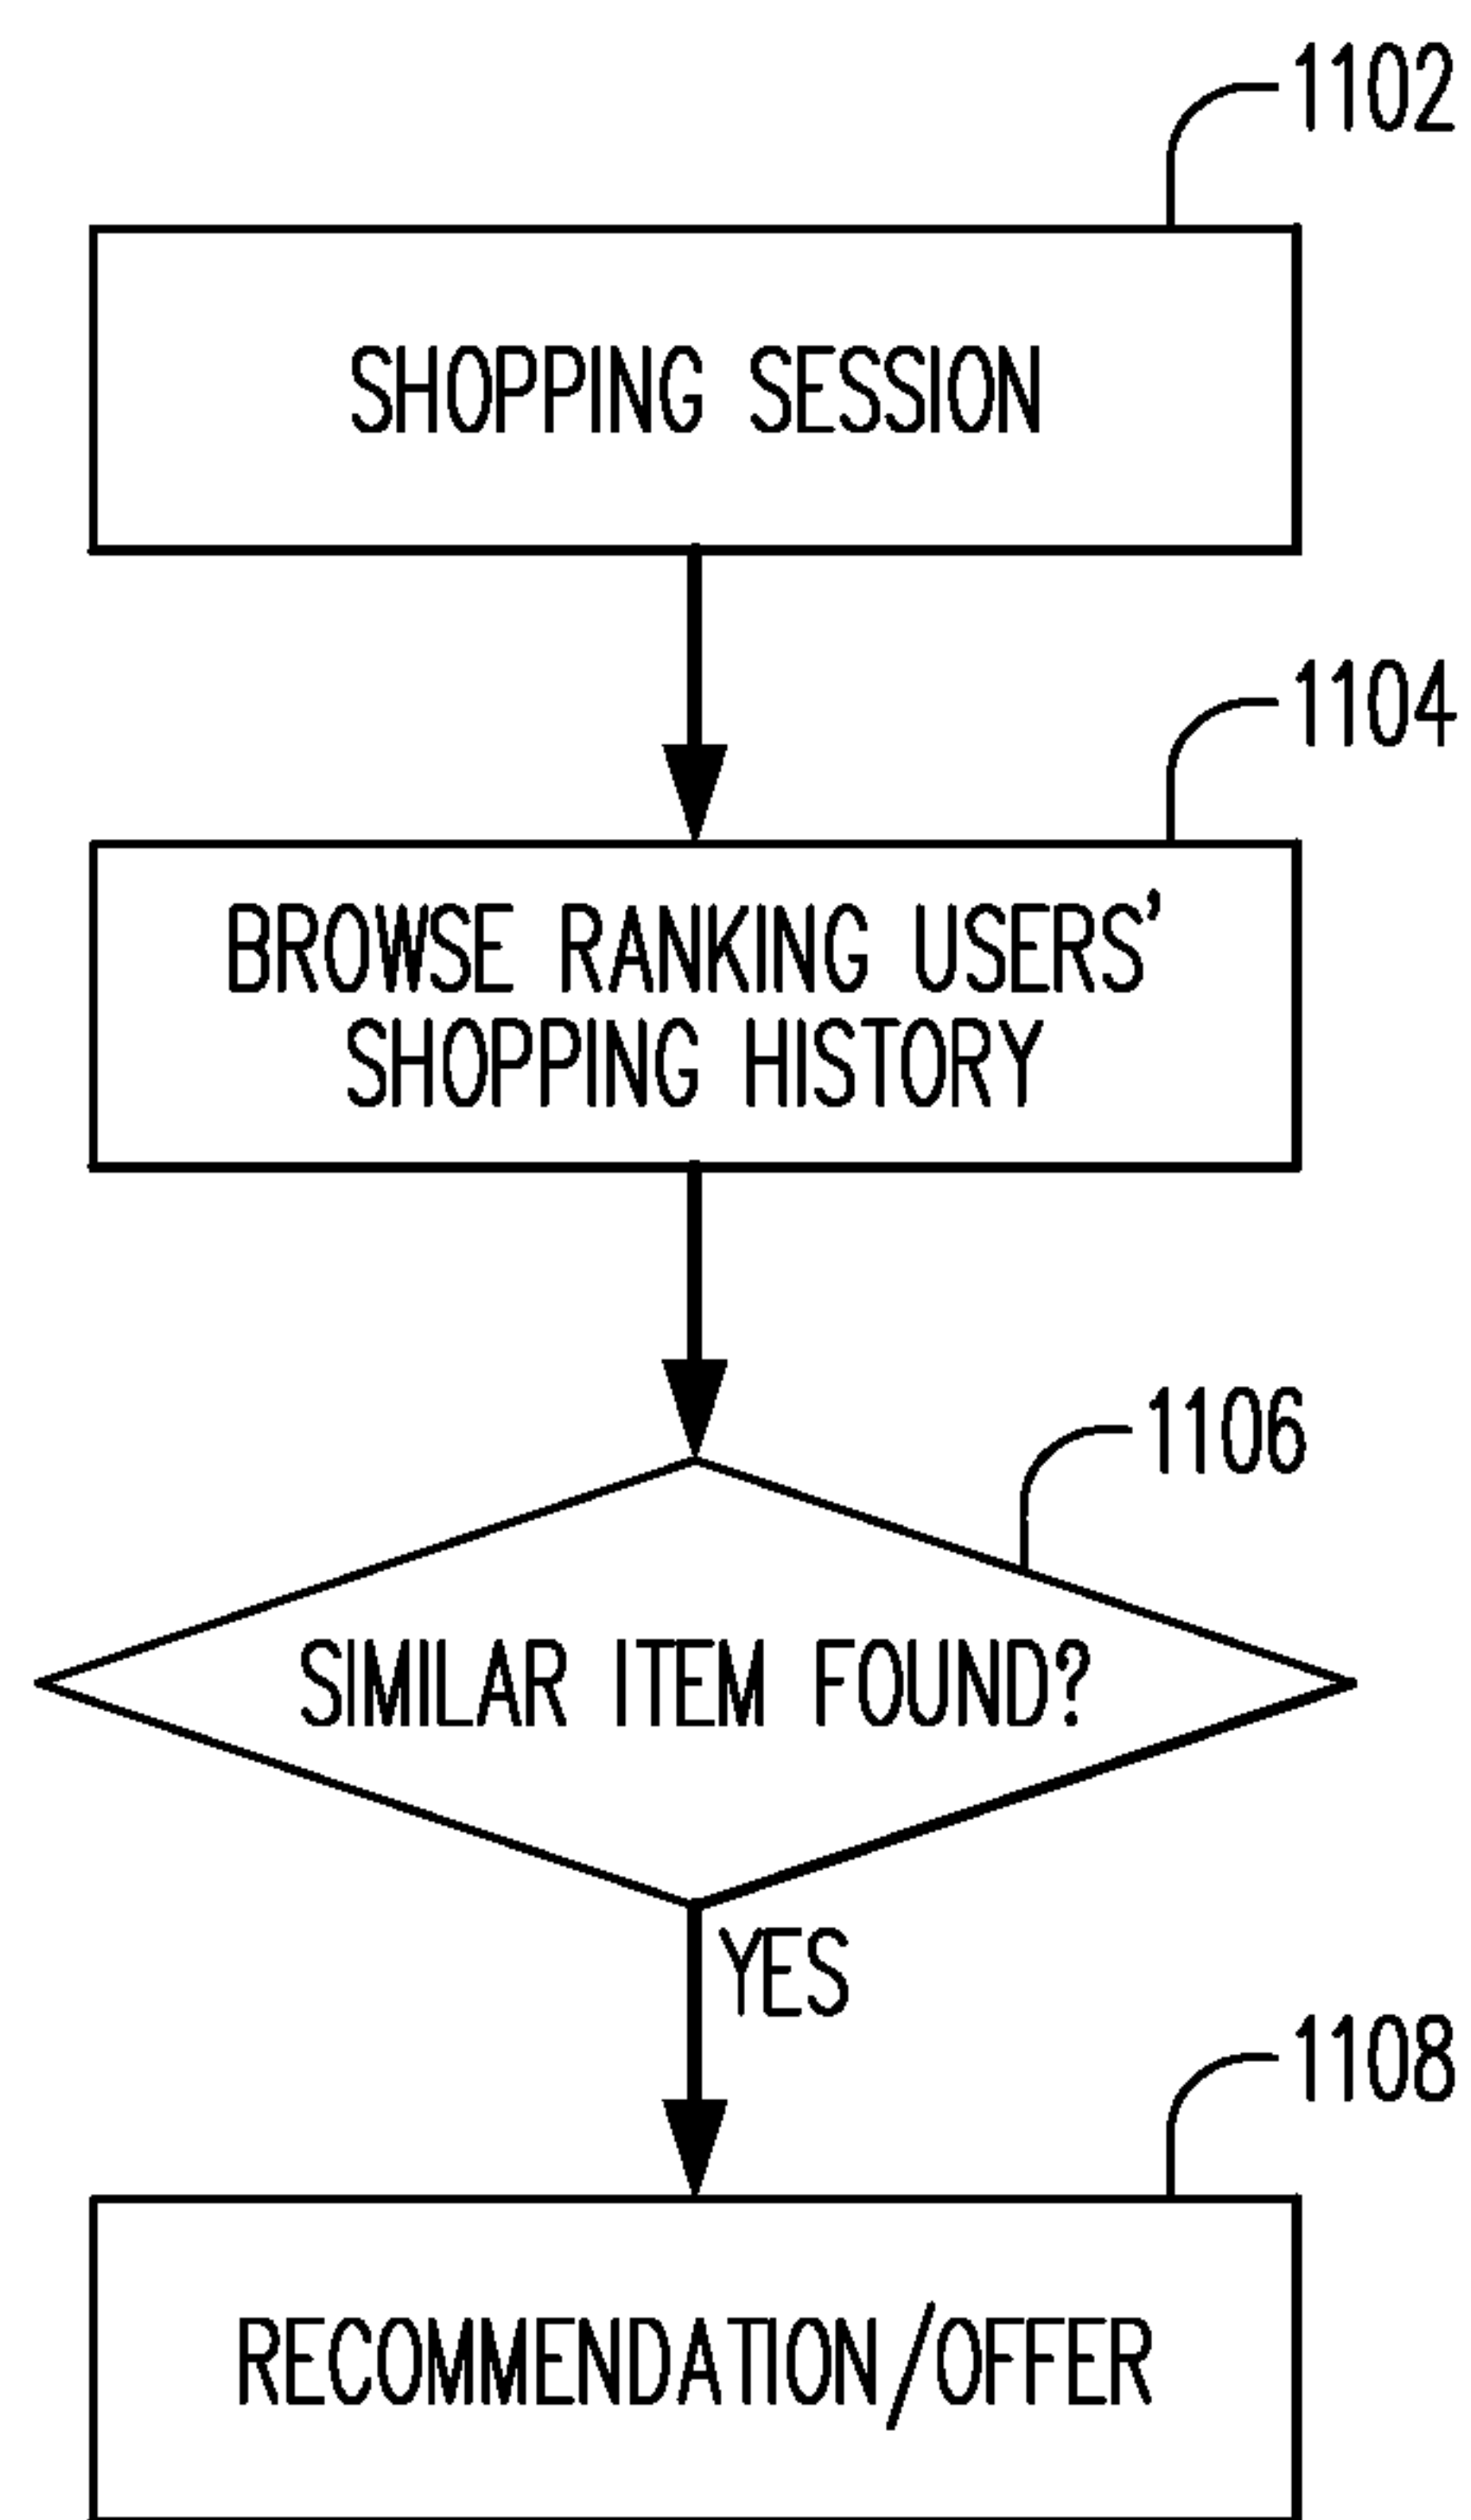 1102
SHOPPING SESSION
1104
BROWSE RANKING USERS'
SHOPPING HISTORY
1106
SIMILAR ITEM FOUND?
YES
1108
RECOMMENDATION/OFFER